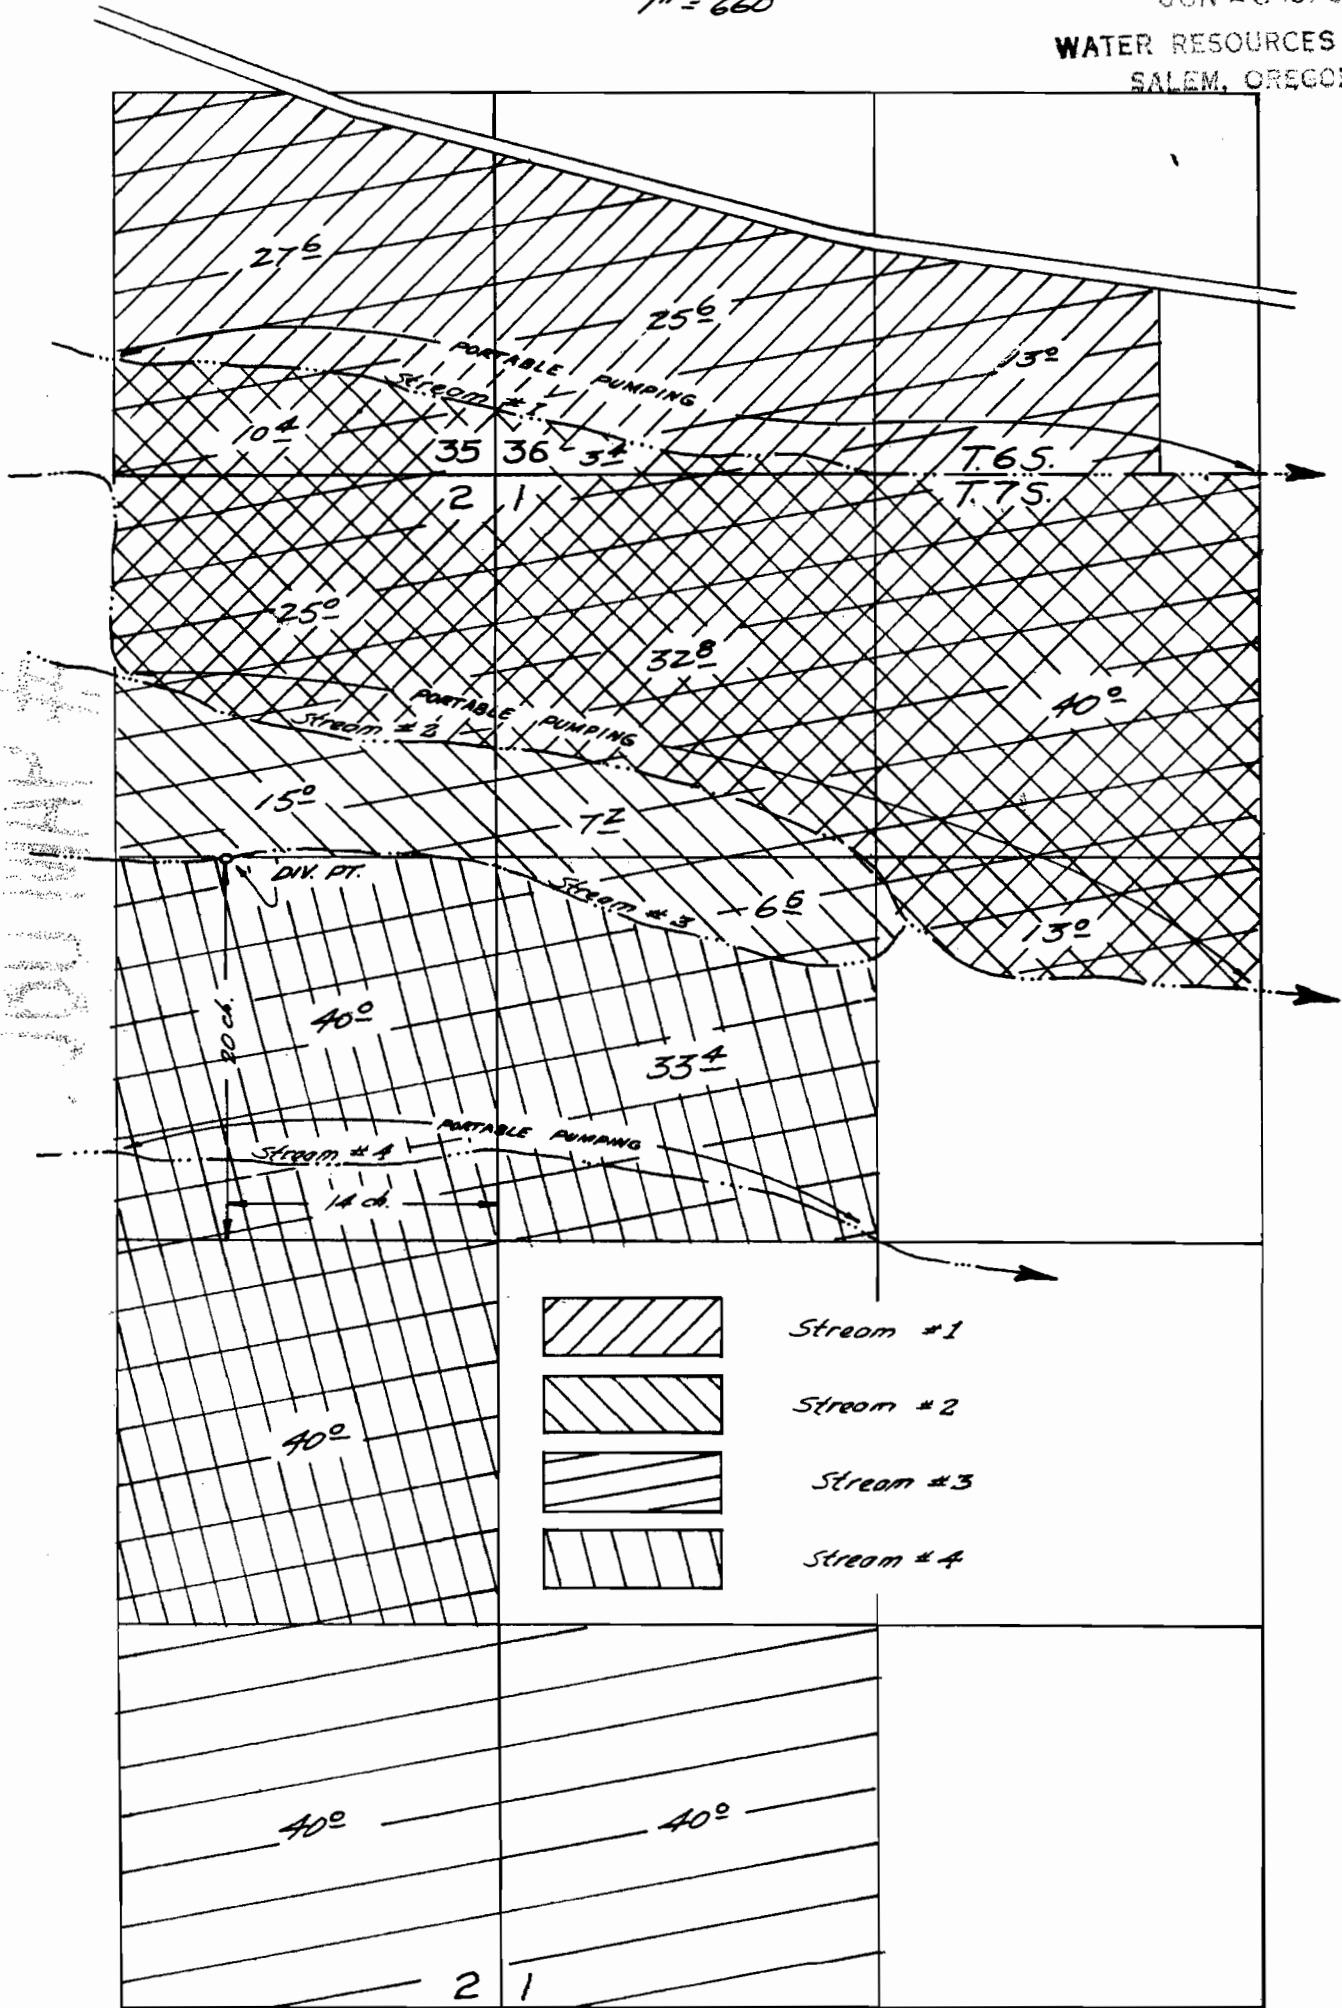 1" = 660'
WATER RESOURCES
SALEM, OREGON
27 6
25 6
13 0
PORTABLE PUMPING
Stream #1
10 4
35 36
3 4
T.6S.
2 1
T.7S.
25 0
32 8
40 0
PORTABLE PUMPING
Stream #2
15 0
7 2
DIV. PT.
Stream #3
6 6
13 0
20 ch.
40 0
33 4
PORTABLE PUMPING
Stream #4
14 ch.
Stream #1
Stream #2
40 0
Stream #3
Stream #4
40 0
40 0
2 1